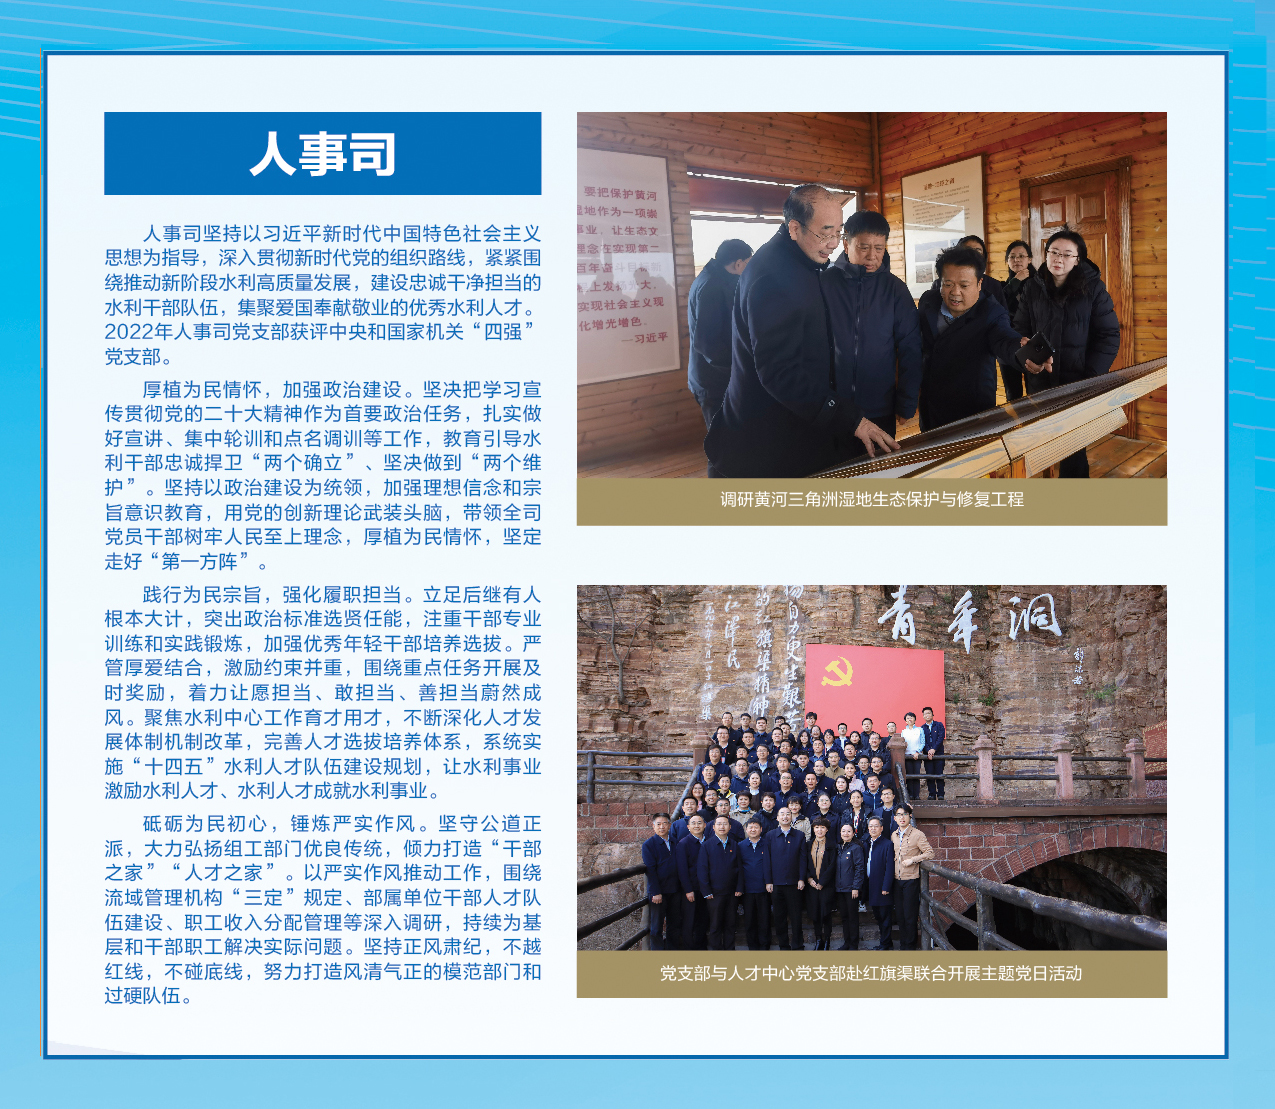 人事司
人事司坚持以习近平新时代中国特色社会主义
思想为指导，深入贯彻新时代党的组织路线，紧紧围
绕推动新阶段水利高质量发展，建设忠诚干净担当的
水利干部队伍，集聚爱国奉献敬业的优秀水利人才。
2022年人事司党支部获评中央和国家机关“四强”
党支部。
厚植为民情怀，加强政治建设。坚决把学习宣
传贯彻党的二十大精神作为首要政治任务，扎实做
好宣讲、集中轮训和点名调训等工作，教育引导水
利干部忠诚捍卫“两个确立”、坚决做到“两个维
护”。坚持以政治建设为统领，加强理想信念和宗
旨意识教育，用党的创新理论武装头脑，带领全司
党员干部树牢人民至上理念，厚植为民情怀，坚定
走好“第一方阵”。
践行为民宗旨，强化履职担当。立足后继有人
根本大计，突出政治标准选贤任能，注重干部专业
训练和实践锻炼，加强优秀年轻干部培养选拔。严
管厚爱结合，激励约束并重，围绕重点任务开展及
时奖励，着力让愿担当、敢担当、善担当蔚然成
风。聚焦水利中心工作育才用才，不断深化人才发
展体制机制改革，完善人才选拔培养体系，系统实
施“十四五”水利人才队伍建设规划，让水利事业
激励水利人才、水利人才成就水利事业。
砥砺为民初心，锤炼严实作风。坚守公道正
派，大力弘扬组工部门优良传统，倾力打造“干部
之家”“人才之家”。以严实作风推动工作，围绕
流域管理机构“三定”规定、部属单位干部人才队
伍建设、职工收入分配管理等深入调研，持续为基
层和干部职工解决实际问题。坚持正风肃纪，不越
红线，不碰底线，努力打造风清气正的模范部门和
过硬队伍。
要把保护黄河
湿地作为一项崇
事业，让生态文
理念在实现第二
百年奋斗目标新
上发扬光大，
实现社会主义现
化增光增色。
——习近平
调研黄河三角洲湿地生态保护与修复工程
青年洞
郭沫若
扬自力更生艰
的红旗渠精神
江泽民
党支部与人才中心党支部赴红旗渠联合开展主题党日活动